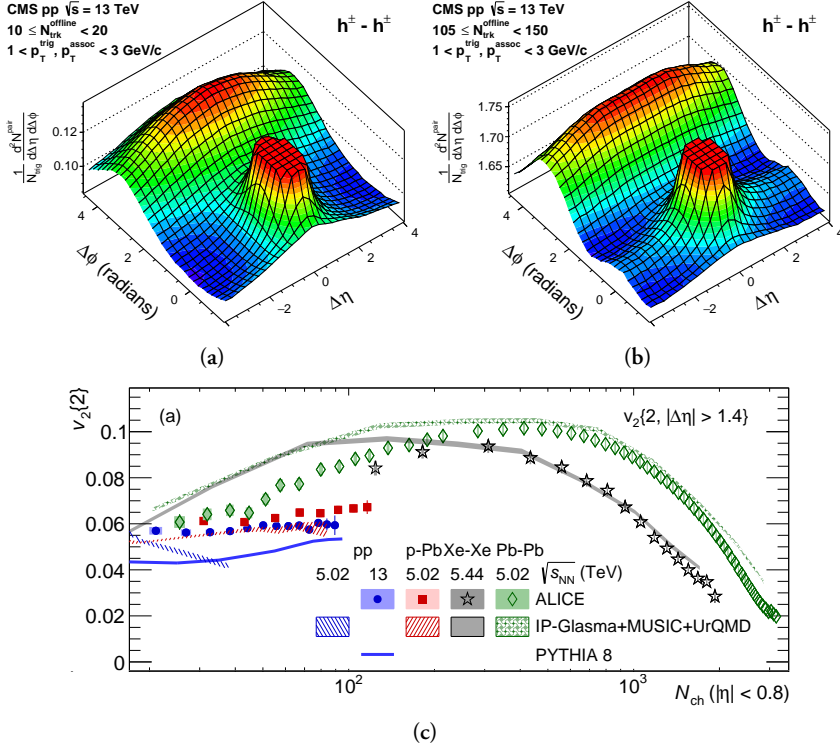 CMS pp √s = 13 TeV
10 ≤ N_trk^offline < 20
1 < p_T^trig, p_T^assoc < 3 GeV/c
h± - h±
1/N_trig d²N^pair/dΔη dΔϕ
0.12
0.10
Δϕ (radians)
4
2
0
Δη
−2
0
2
4
(a)
CMS pp √s = 13 TeV
105 ≤ N_trk^offline < 150
1 < p_T^trig, p_T^assoc < 3 GeV/c
h± - h±
1/N_trig d²N^pair/dΔη dΔϕ
1.75
1.70
1.65
Δϕ (radians)
4
2
0
Δη
−2
0
2
4
(b)
v₂{2}
(a)
v₂{2, |Δη| > 1.4}
0.1
0.08
0.06
0.04
0.02
0
pp p-Pb Xe-Xe Pb-Pb
5.02 13 5.02 5.44 5.02 √s_NN (TeV)
ALICE
IP-Glasma+MUSIC+UrQMD
PYTHIA 8
10² 10³
N_ch (|η| < 0.8)
(c)